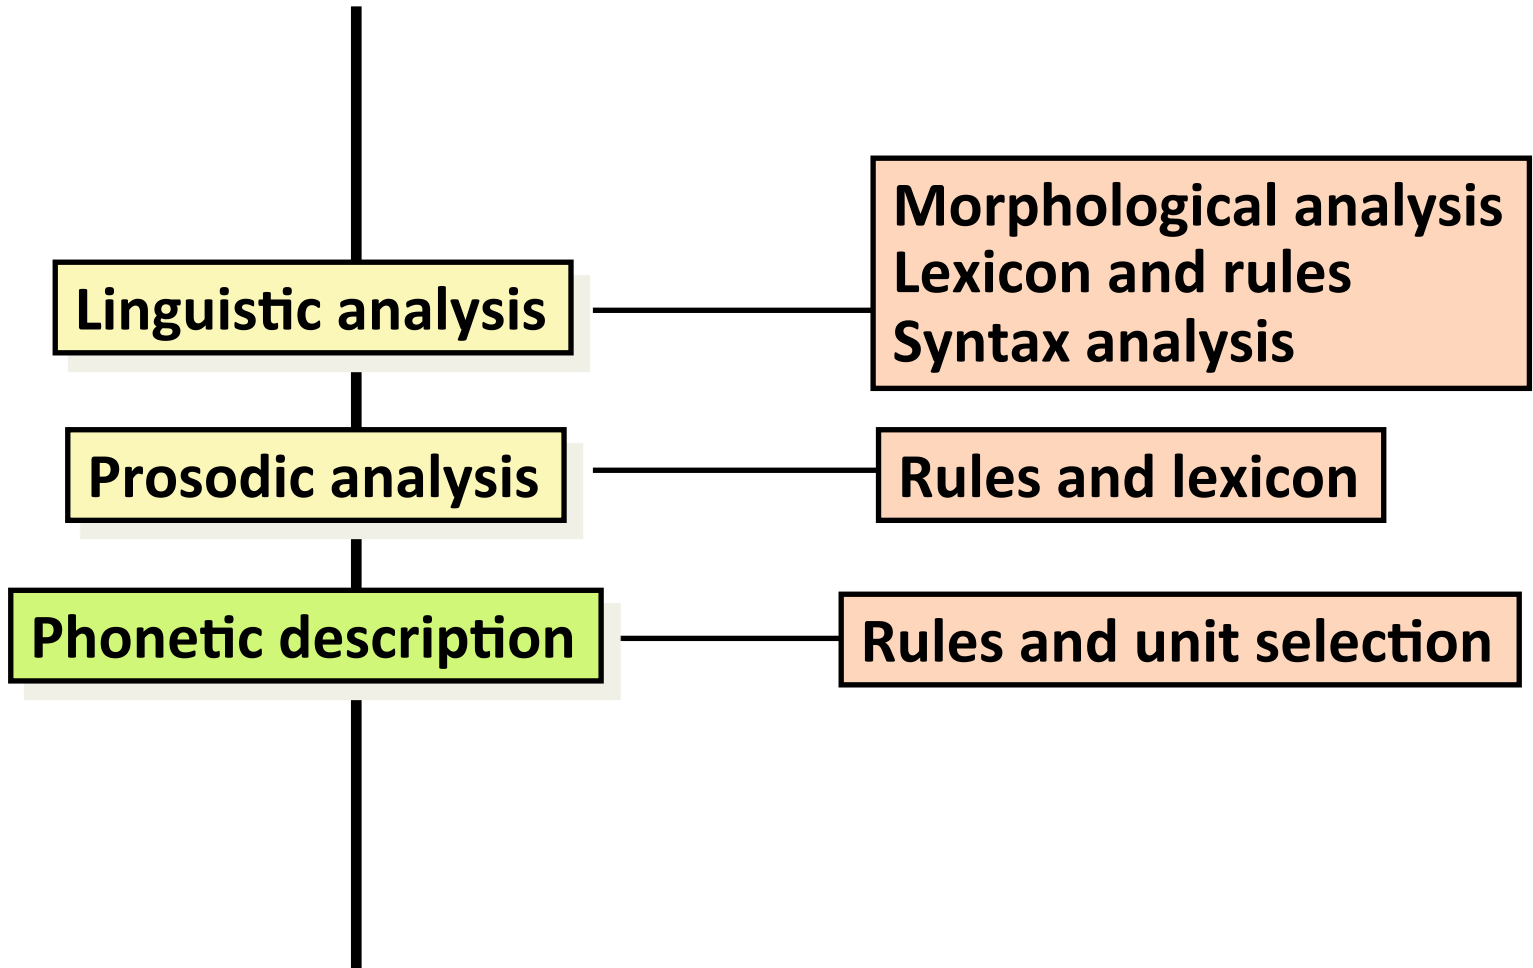 Linguistic analysis
Morphological analysis
Lexicon and rules
Syntax analysis
Prosodic analysis
Rules and lexicon
Phonetic description
Rules and unit selection